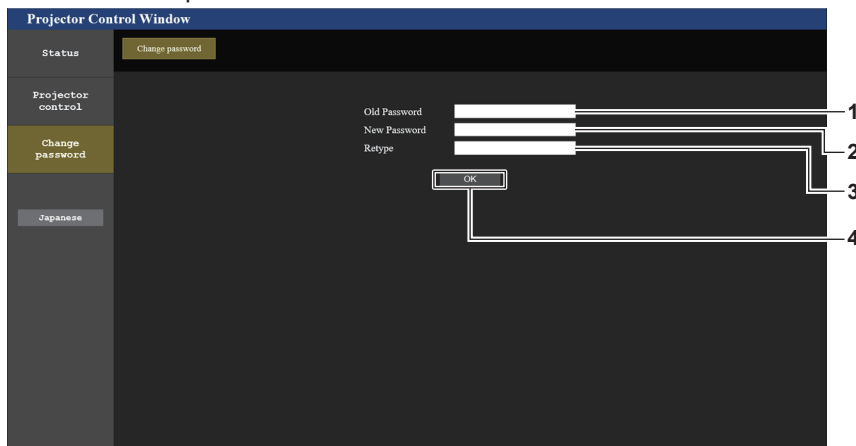 Projector Control Window
Status
Change password
Projector
control
Old Password
1
New Password
Change
password
2
Retype
OK
3
Japanese
4